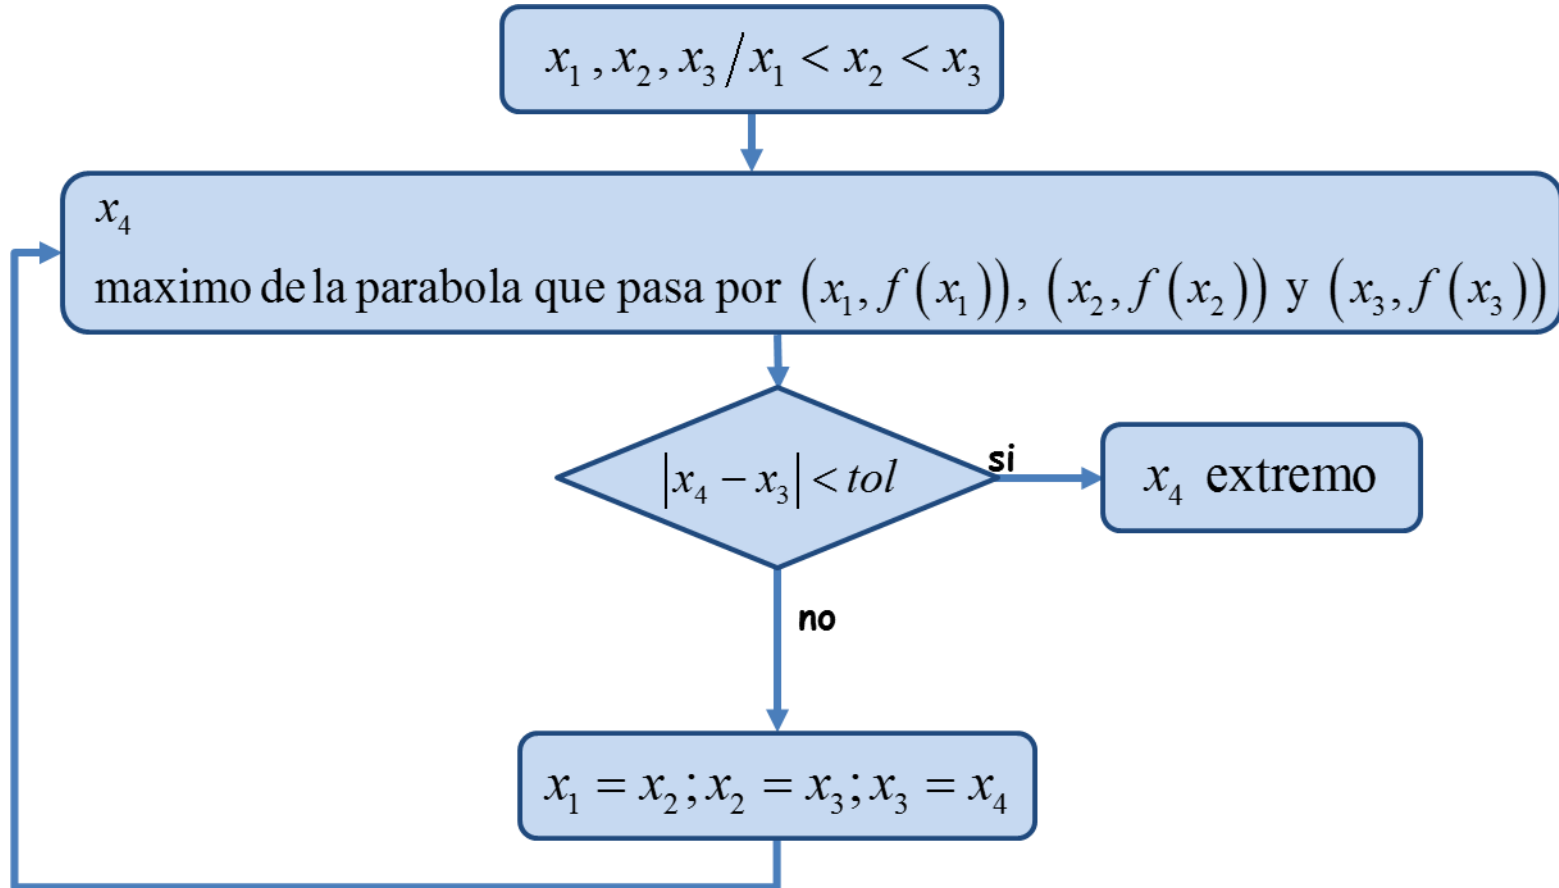 x₁, x₂, x₃ / x₁ < x₂ < x₃
x₄
maximo de la parabola que pasa por (x₁, f(x₁)), (x₂, f(x₂)) y (x₃, f(x₃))
|x₄ − x₃| < tol
si
x₄ extremo
no
x₁ = x₂; x₂ = x₃; x₃ = x₄